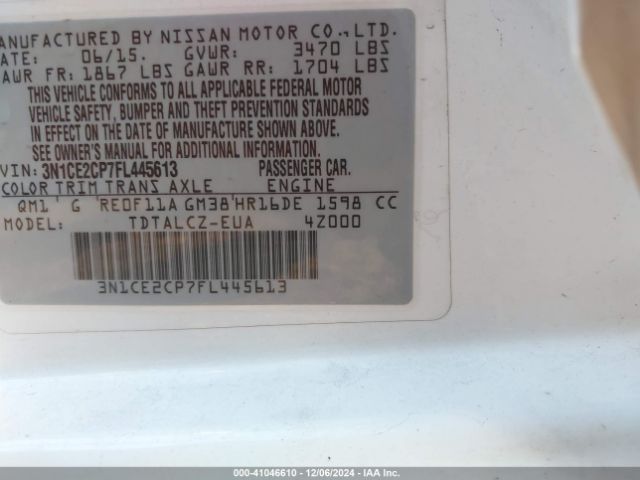 MANUFACTURED BY NISSAN MOTOR CO., LTD.
DATE: 06/15. GVWR: 3470 LBS
GAWR FR: 1867 LBS GAWR RR: 1704 LBS
THIS VEHICLE CONFORMS TO ALL APPLICABLE FEDERAL MOTOR
VEHICLE SAFETY, BUMPER AND THEFT PREVENTION STANDARDS
IN EFFECT ON THE DATE OF MANUFACTURE SHOWN ABOVE.
SEE OWNER'S MANUAL FOR ADDITIONAL INFORMATION.
VIN: 3N1CE2CP7FL445613 PASSENGER CAR.
COLOR TRIM TRANS AXLE ENGINE
QM1 G RE0F11A GM38 HR16DE 1598 CC
MODEL: TDTALCZ-EUA 4Z000
3N1CE2CP7FL445613
000-41046610 - 12/06/2024 - IAA Inc.